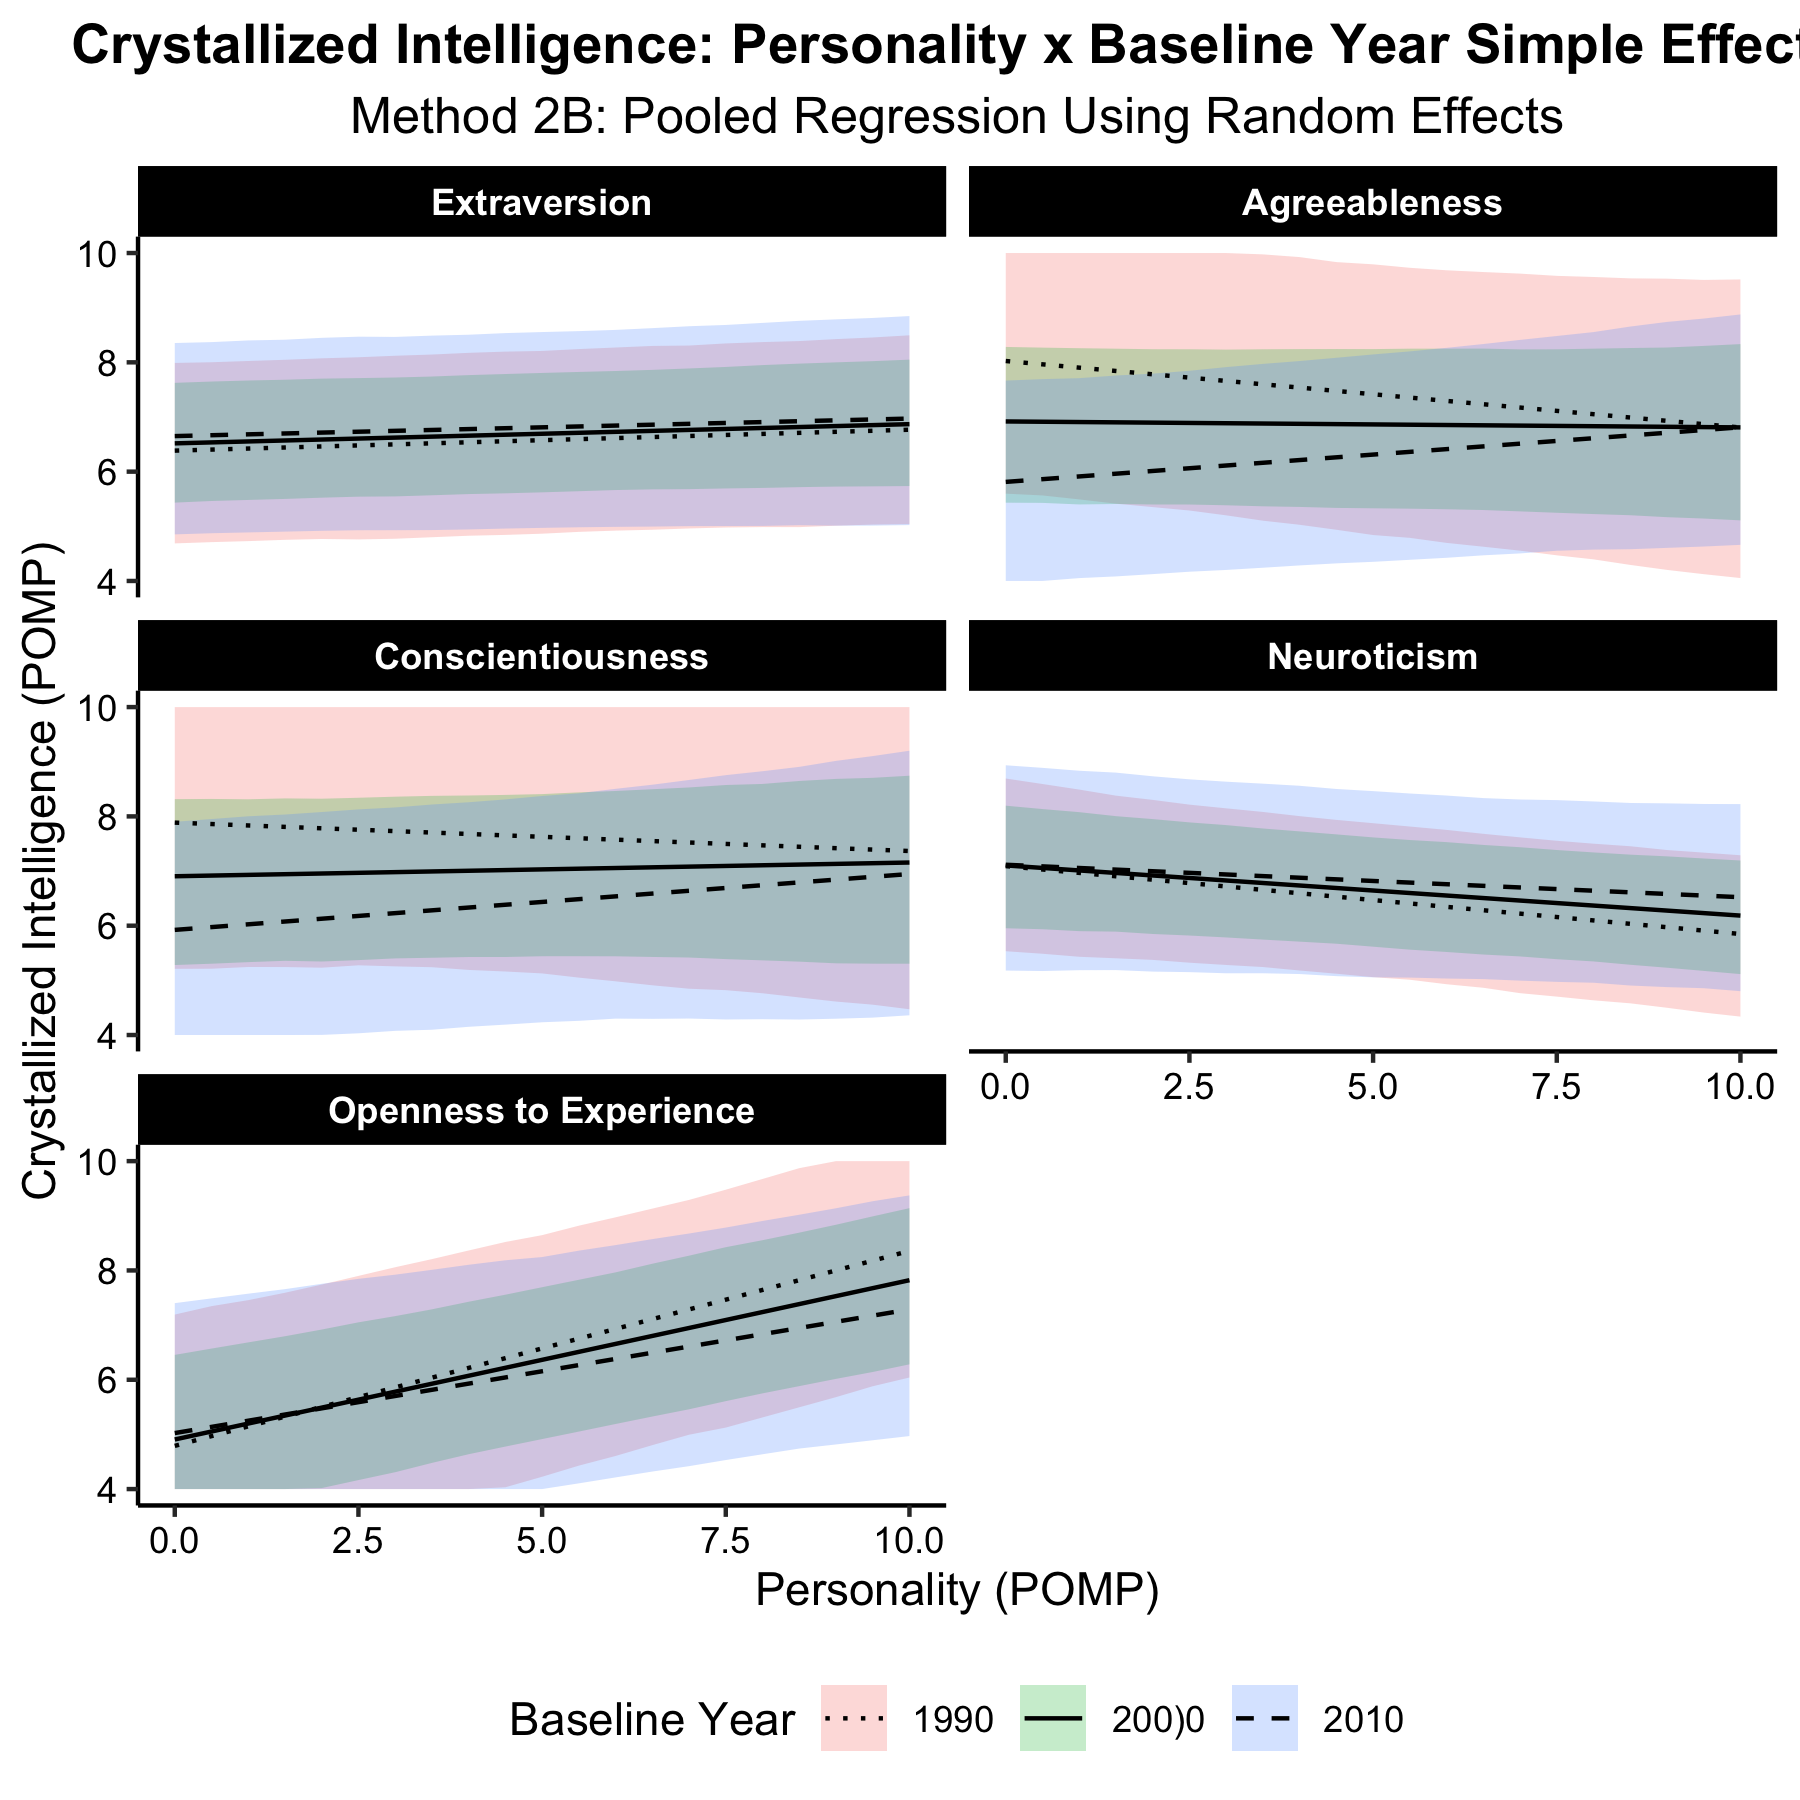 Crystallized Intelligence: Personality x Baseline Year Simple Effect
Method 2B: Pooled Regression Using Random Effects
Extraversion
Agreeableness
10
8
6
4
Conscientiousness
Neuroticism
10
8
6
4
0.0 2.5 5.0 7.5 10.0
Openness to Experience
10
8
6
4
0.0 2.5 5.0 7.5 10.0
Crystallized Intelligence (POMP)
Personality (POMP)
Baseline Year 1990 200)0 2010